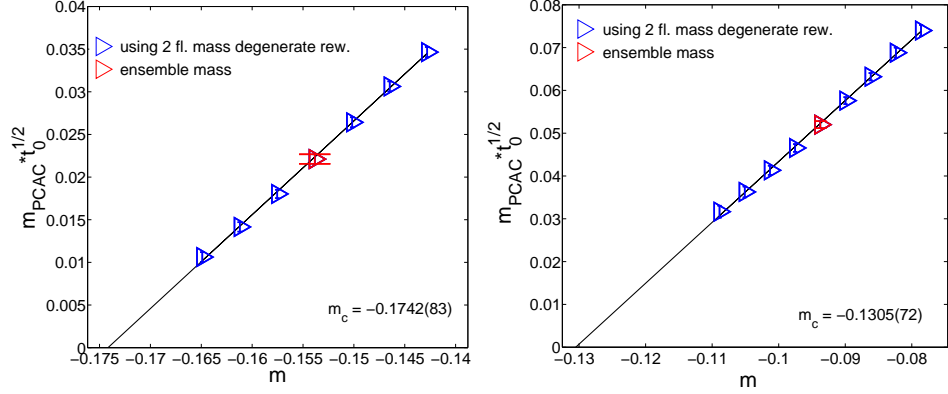 0.04
0.035
0.03
0.025
0.02
0.015
0.01
0.005
0
m_PCAC*t_0^1/2
using 2 fl. mass degenerate rew.
ensemble mass
m_c = −0.1742(83)
−0.175 −0.17 −0.165 −0.16 −0.155 −0.15 −0.145 −0.14
m
0.08
0.07
0.06
0.05
0.04
0.03
0.02
0.01
0
m_PCAC*t_0^1/2
using 2 fl. mass degenerate rew.
ensemble mass
m_c = −0.1305(72)
−0.13 −0.12 −0.11 −0.1 −0.09 −0.08
m